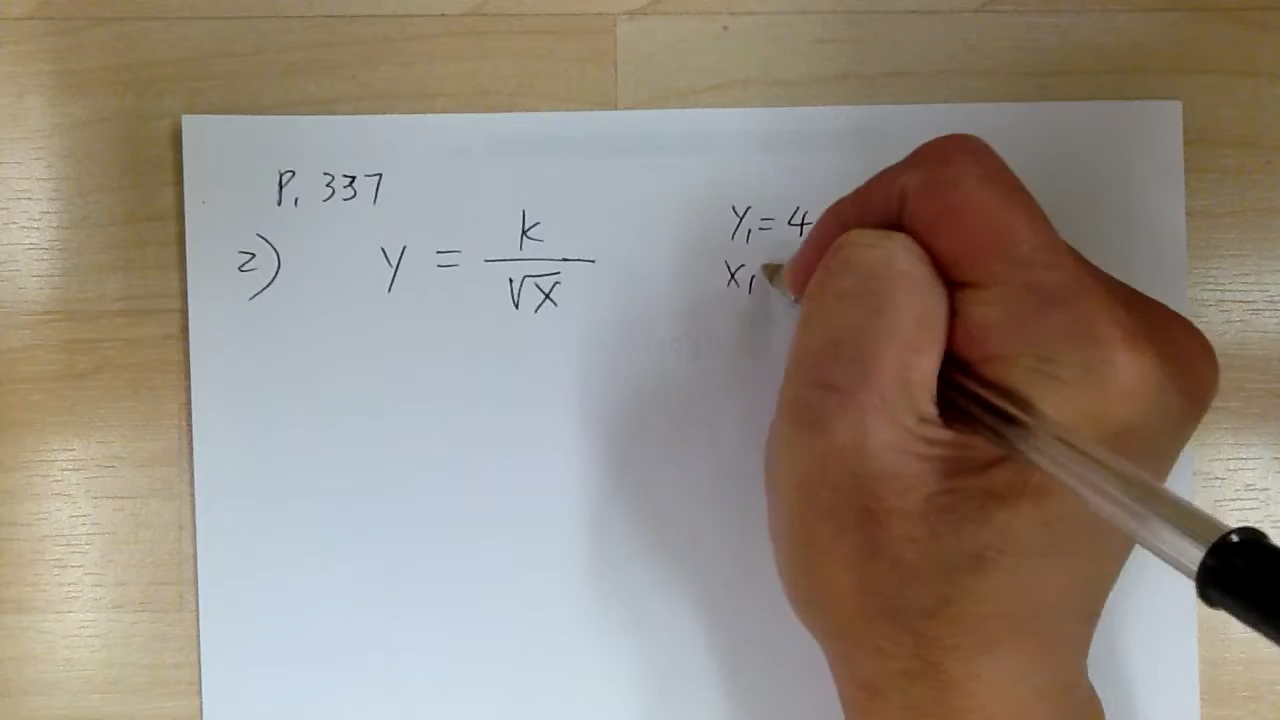 P. 337
2) y = k / √x
y₁ = 4
x₁